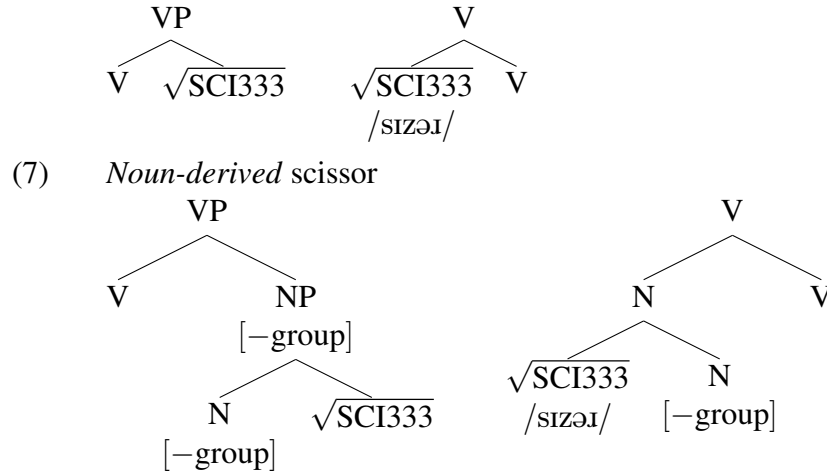 VP V
V √SCI333 √SCI333 V
/sɪzəɹ/
(7) Noun-derived scissor
VP V
V NP N V
[−group]
√SCI333 N
N √SCI333 /sɪzəɹ/ [−group]
[−group]